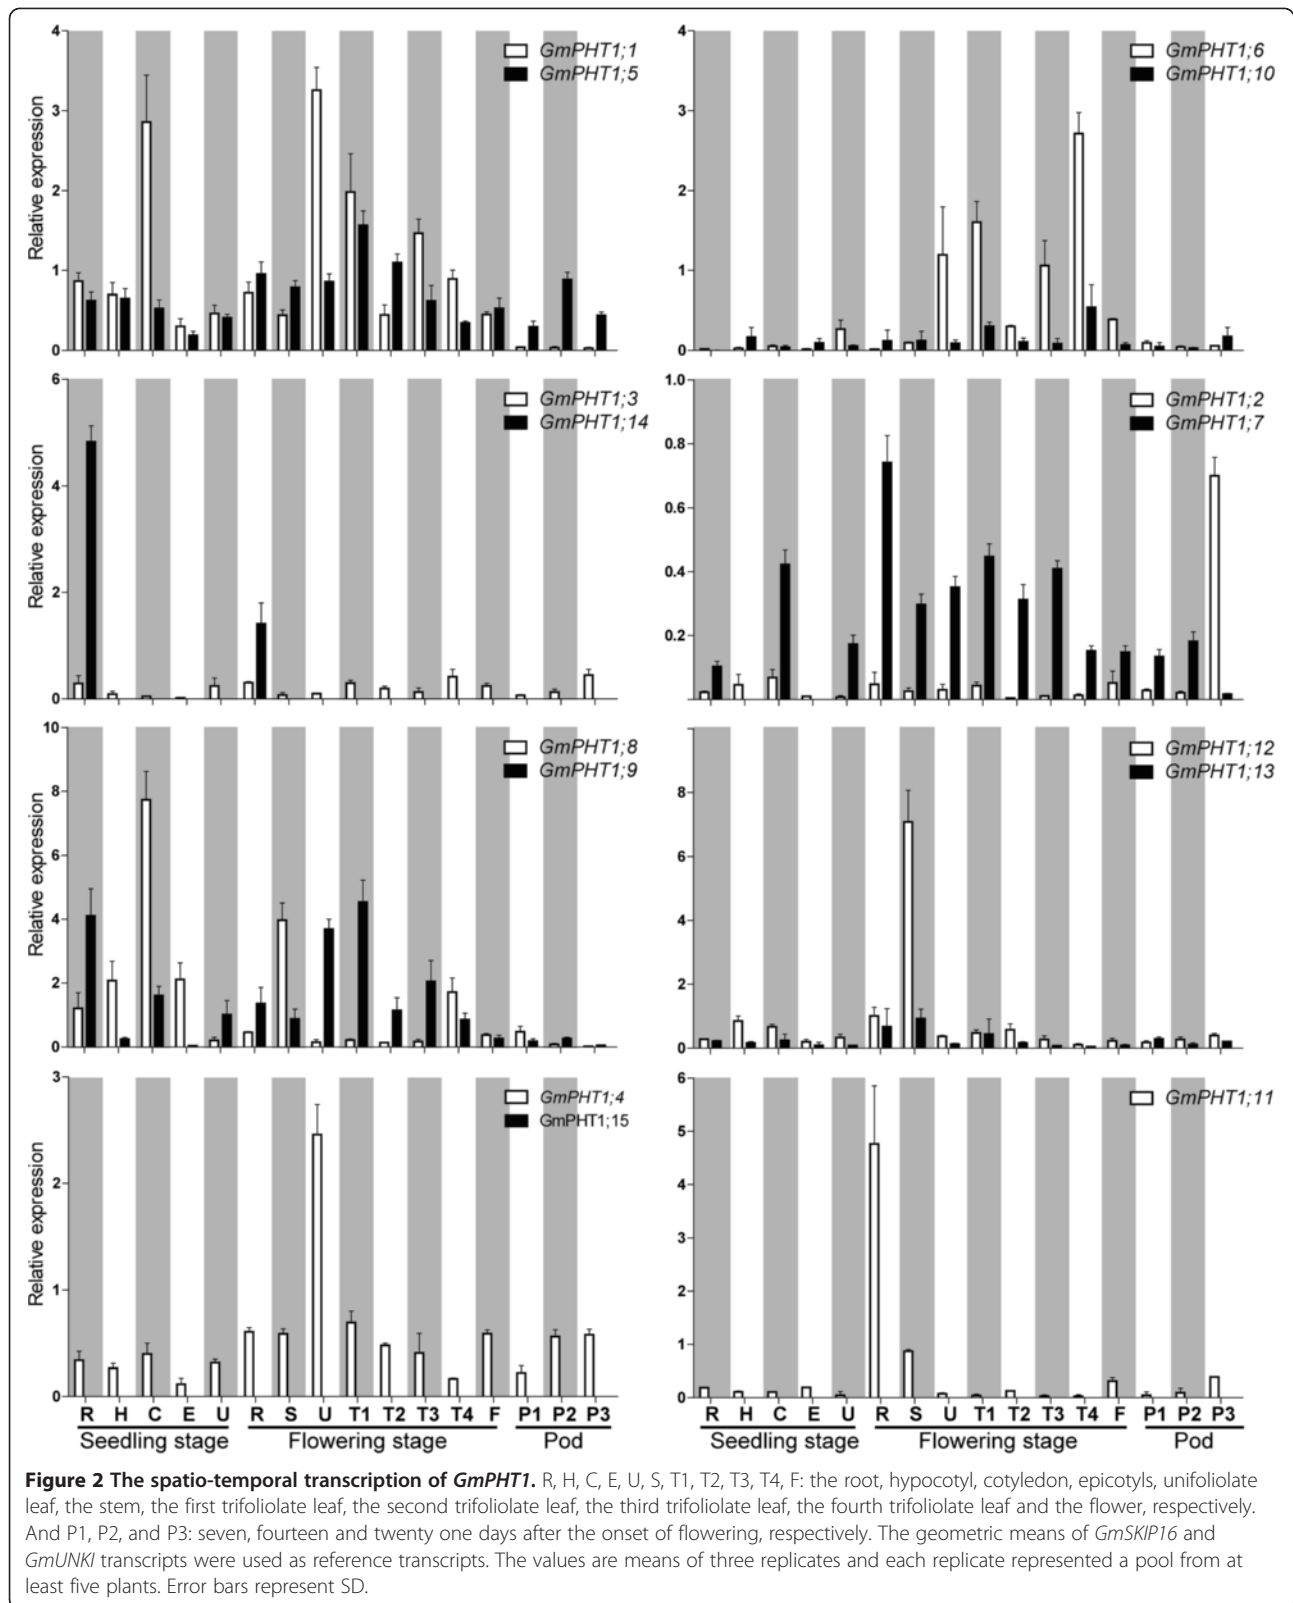 4
3
2
1
0
Relative expression
GmPHT1;1
GmPHT1;5
4
3
2
1
0
GmPHT1;6
GmPHT1;10
6
4
2
0
Relative expression
GmPHT1;3
GmPHT1;14
1.0
0.8
0.6
0.4
0.2
GmPHT1;2
GmPHT1;7
10
8
6
4
2
0
Relative expression
GmPHT1;8
GmPHT1;9
8
6
4
2
0
GmPHT1;12
GmPHT1;13
3
2
1
0
Relative expression
GmPHT1;4
GmPHT1;15
R H C E U R S U T1 T2 T3 T4 F P1 P2 P3
Seedling stage Flowering stage Pod
6
5
4
3
2
1
0
GmPHT1;11
R H C E U R S U T1 T2 T3 T4 F P1 P2 P3
Seedling stage Flowering stage Pod
Figure 2 The spatio-temporal transcription of GmPHT1. R, H, C, E, U, S, T1, T2, T3, T4, F: the root, hypocotyl, cotyledon, epicotyls, unifoliolate
leaf, the stem, the first trifoliolate leaf, the second trifoliolate leaf, the third trifoliolate leaf, the fourth trifoliolate leaf and the flower, respectively.
And P1, P2, and P3: seven, fourteen and twenty one days after the onset of flowering, respectively. The geometric means of GmSKIP16 and
GmUNKI transcripts were used as reference transcripts. The values are means of three replicates and each replicate represented a pool from at
least five plants. Error bars represent SD.